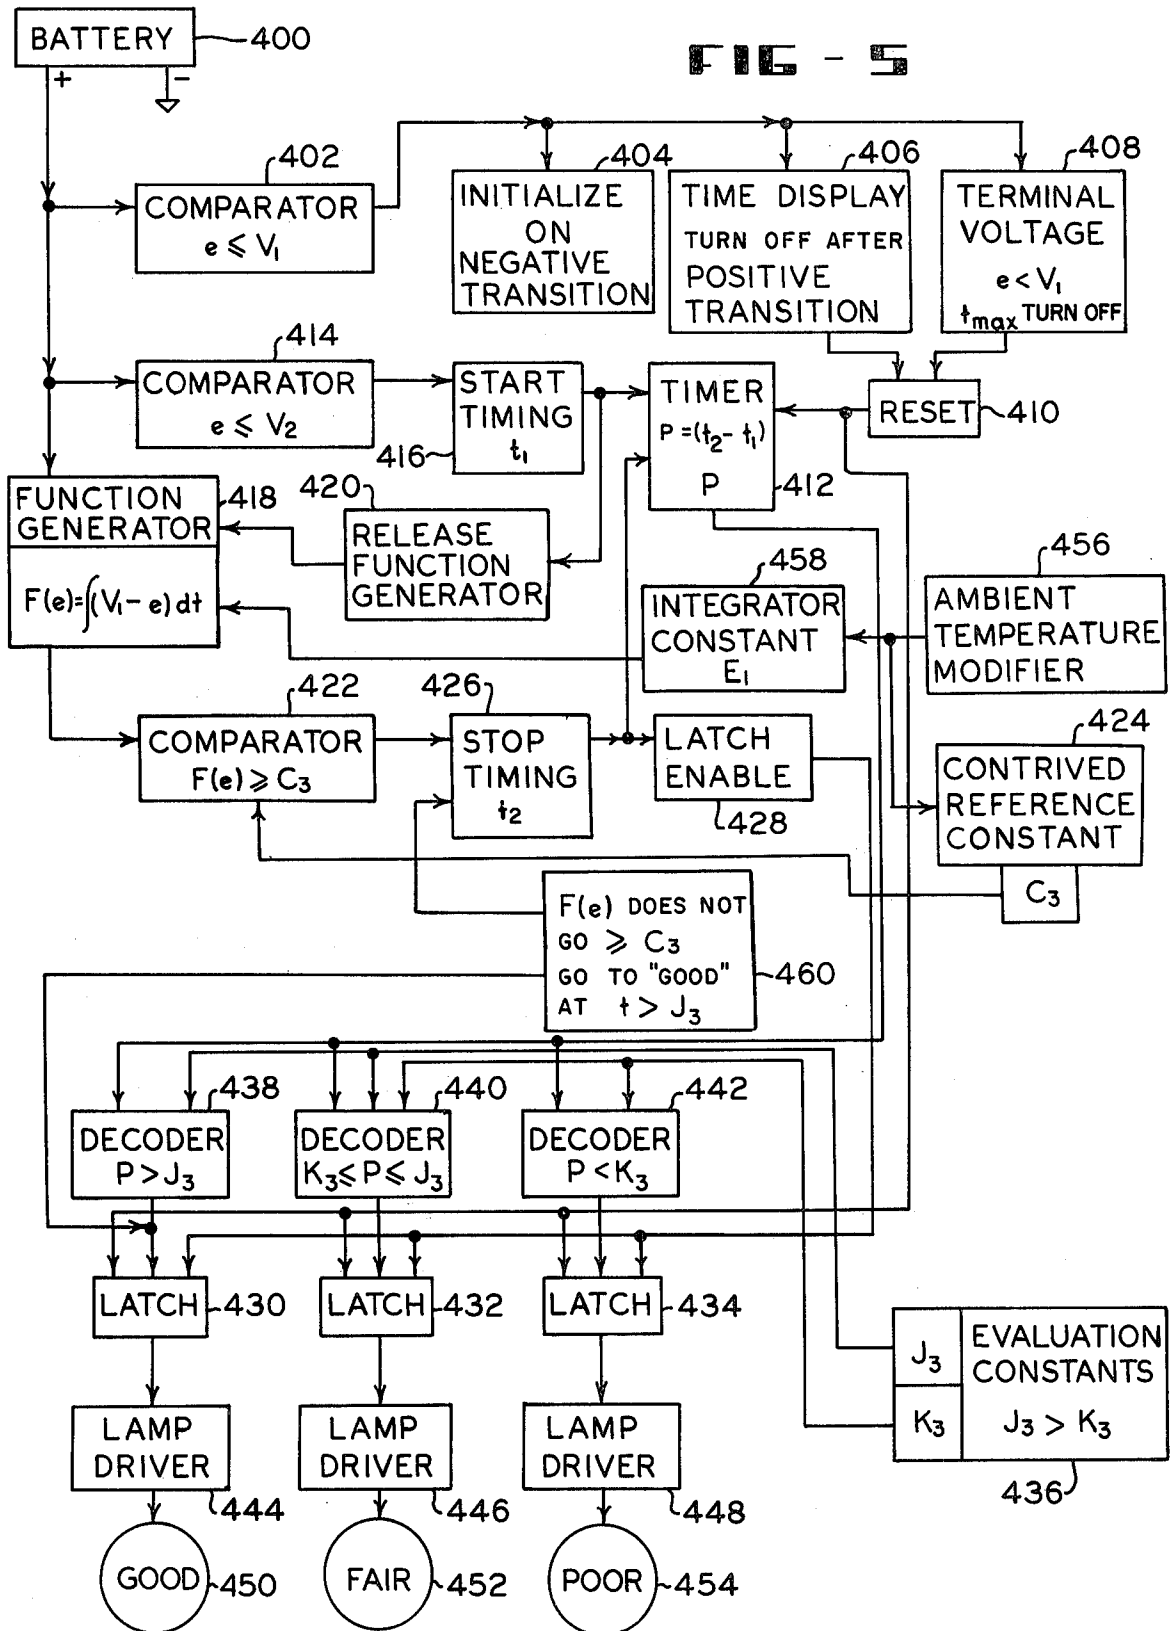 FIG - 5
BATTERY
400
+
-
402
COMPARATOR
e ≤ V₁
404
INITIALIZE
ON
NEGATIVE
TRANSITION
406
TIME DISPLAY
TURN OFF AFTER
POSITIVE
TRANSITION
408
TERMINAL
VOLTAGE
e < V₁
tmax TURN OFF
414
COMPARATOR
e ≤ V₂
START
TIMING
t₁
416
TIMER
P = (t₂ - t₁)
P
412
RESET
410
FUNCTION
GENERATOR
418
F(e) = ∫(V₁ - e) dt
420
RELEASE
FUNCTION
GENERATOR
458
INTEGRATOR
CONSTANT
E₁
456
AMBIENT
TEMPERATURE
MODIFIER
422
COMPARATOR
F(e) ≥ C₃
426
STOP
TIMING
t₂
LATCH
ENABLE
428
424
CONTRIVED
REFERENCE
CONSTANT
C₃
F(e) DOES NOT
GO ≥ C₃
GO TO "GOOD"
AT t > J₃
460
438
DECODER
P > J₃
440
DECODER
K₃ ≤ P ≤ J₃
442
DECODER
P < K₃
LATCH
430
LATCH
432
LATCH
434
J₃
K₃
EVALUATION
CONSTANTS
J₃ > K₃
436
LAMP
DRIVER
444
LAMP
DRIVER
446
LAMP
DRIVER
448
GOOD
450
FAIR
452
POOR
454